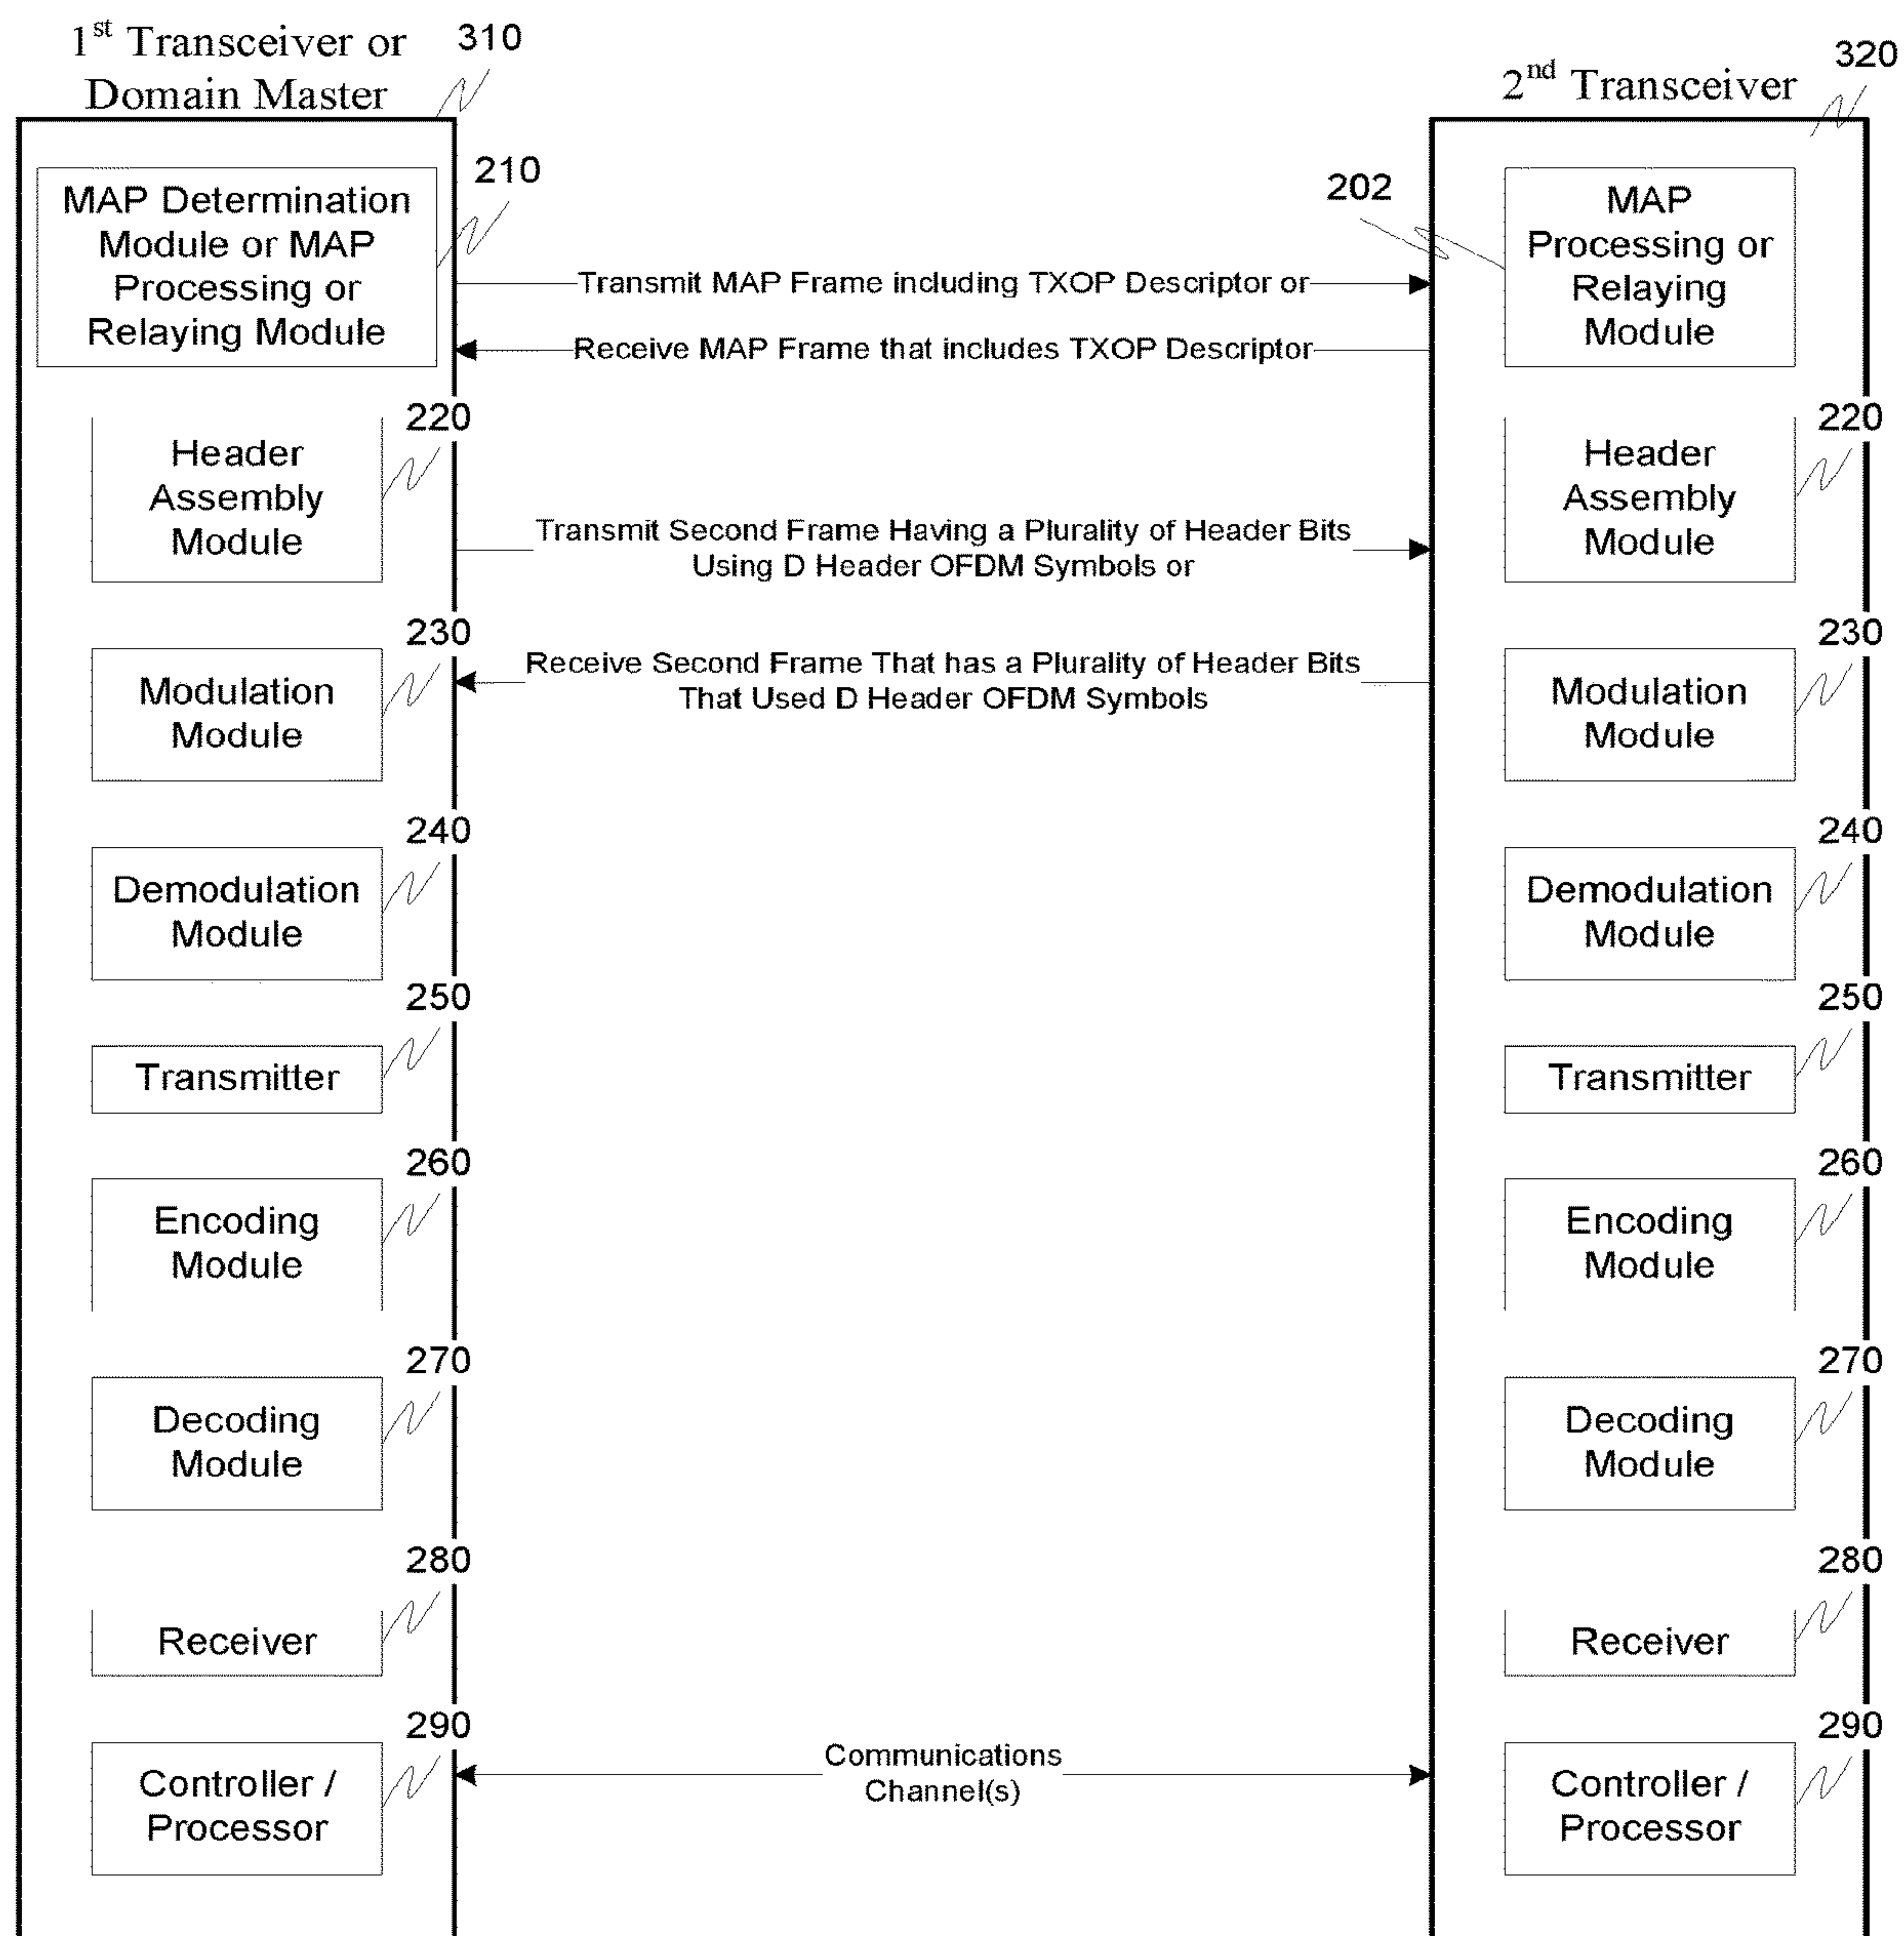 1st Transceiver or
Domain Master
310
2nd Transceiver
320
210
MAP Determination
Module or MAP
Processing or
Relaying Module
202
MAP
Processing or
Relaying
Module
Transmit MAP Frame including TXOP Descriptor or
Receive MAP Frame that includes TXOP Descriptor
220
Header
Assembly
Module
220
Header
Assembly
Module
Transmit Second Frame Having a Plurality of Header Bits
Using D Header OFDM Symbols or
230
Modulation
Module
Receive Second Frame That has a Plurality of Header Bits
That Used D Header OFDM Symbols
230
Modulation
Module
240
Demodulation
Module
240
Demodulation
Module
250
Transmitter
250
Transmitter
260
Encoding
Module
260
Encoding
Module
270
Decoding
Module
270
Decoding
Module
280
Receiver
280
Receiver
290
Controller /
Processor
Communications
Channel(s)
290
Controller /
Processor